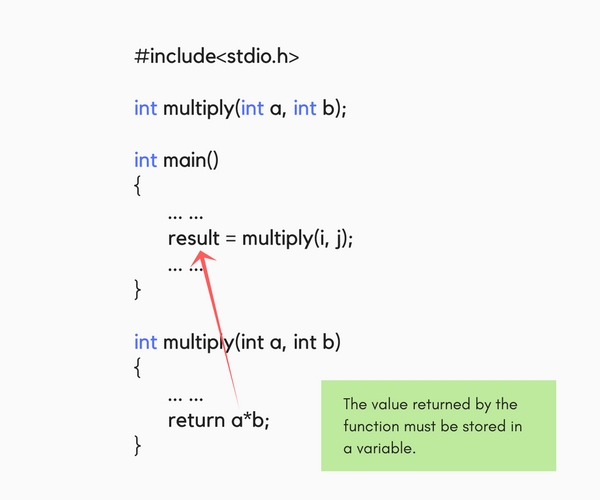 #include<stdio.h>
int multiply(int a, int b);
int main()
{
... ...
result = multiply(i, j);
... ...
}
int multiply(int a, int b)
{
... ...
return a*b;
}
The value returned by the
function must be stored in
a variable.